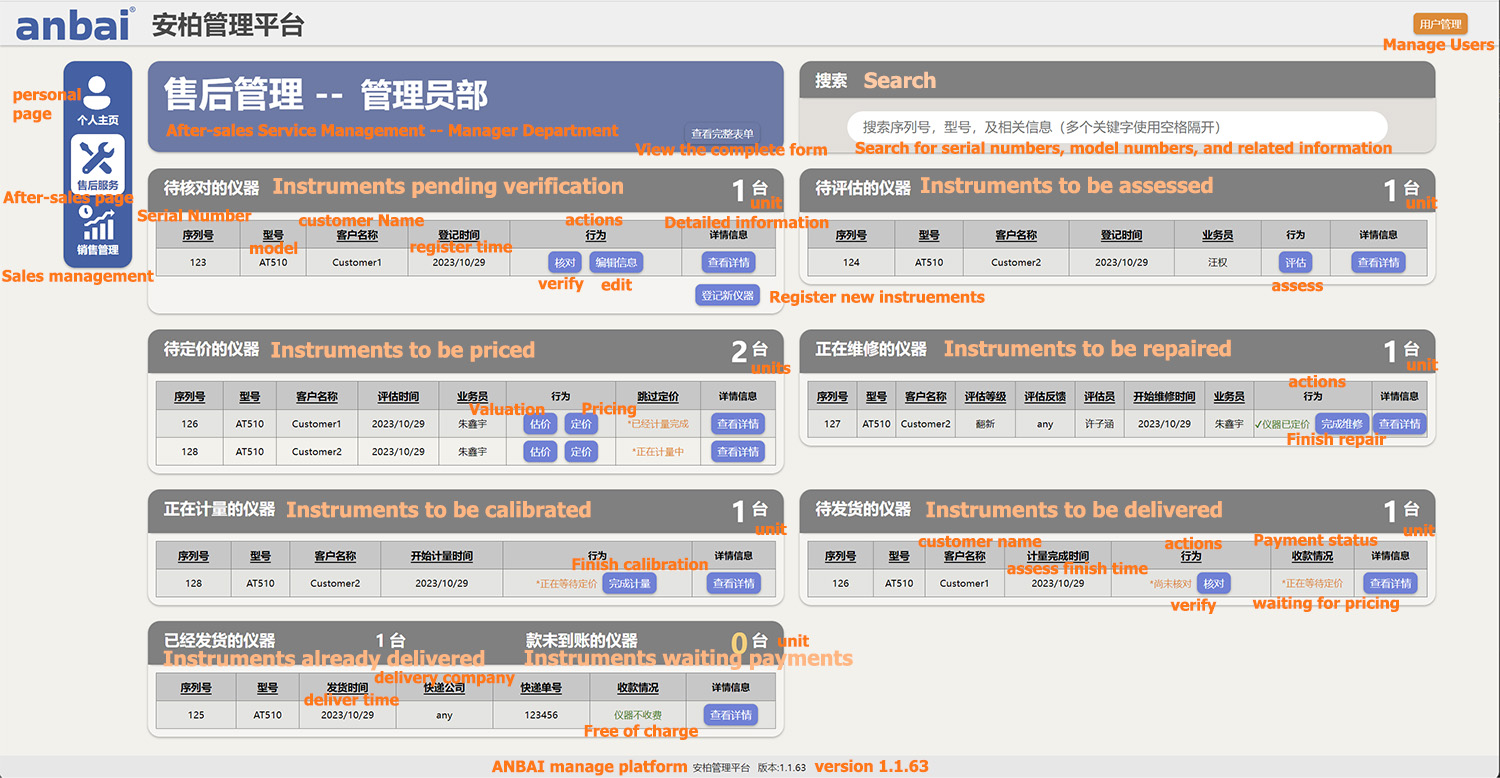 anbai® 安柏管理平台
用户管理
Manage Users
personal page
个人主页
售后服务
After-sales page
销售管理
Sales management
售后管理 -- 管理员部
After-sales Service Management -- Manager Department
查看完整表单
View the complete form
搜索 Search
搜索序列号，型号，及相关信息（多个关键字使用空格隔开）
Search for serial numbers, model numbers, and related information
待核对的仪器 Instruments pending verification 1 台
unit
Serial Number customer Name actions Detailed information
序列号 型号 客户名称 登记时间 行为 详情信息
model register time
123 AT510 Customer1 2023/10/29 核对 编辑信息 查看详情
verify edit
登记新仪器 Register new instruements
待评估的仪器 Instruments to be assessed 1 台
unit
序列号 型号 客户名称 登记时间 业务员 行为 详情信息
124 AT510 Customer2 2023/10/29 汪权 评估 查看详情
assess
待定价的仪器 Instruments to be priced 2 台
units
序列号 型号 客户名称 评估时间 业务员 行为 跳过定价 详情信息
Valuation Pricing
126 AT510 Customer1 2023/10/29 朱鑫宇 估价 定价 *已经计量完成 查看详情
128 AT510 Customer2 2023/10/29 朱鑫宇 估价 定价 *正在计量中 查看详情
正在维修的仪器 Instruments to be repaired 1 台
unit
actions
序列号 型号 客户名称 评估等级 评估反馈 评估员 开始维修时间 业务员 行为 详情信息
127 AT510 Customer2 翻新 any 许子涵 2023/10/29 朱鑫宇 ✓仪器已定价 完成维修 查看详情
Finish repair
正在计量的仪器 Instruments to be calibrated 1 台
unit
序列号 型号 客户名称 开始计量时间 行为 详情信息
Finish calibration
128 AT510 Customer2 2023/10/29 *正在等待定价 完成计量 查看详情
待发货的仪器 Instruments to be delivered 1 台
unit
customer name actions Payment status
序列号 型号 客户名称 计量完成时间 行为 收款情况 详情信息
assess finish time
126 AT510 Customer1 2023/10/29 *尚未核对 核对 *正在等待定价 查看详情
verify waiting for pricing
已经发货的仪器 1 台 款未到账的仪器 0 台 unit
Instruments already delivered Instruments waiting payments
delivery company
序列号 型号 发货时间 快递公司 快递单号 收款情况 详情信息
deliver time
125 AT510 2023/10/29 any 123456 仪器不收费 查看详情
Free of charge
ANBAI manage platform 安柏管理平台 版本:1.1.63 version 1.1.63